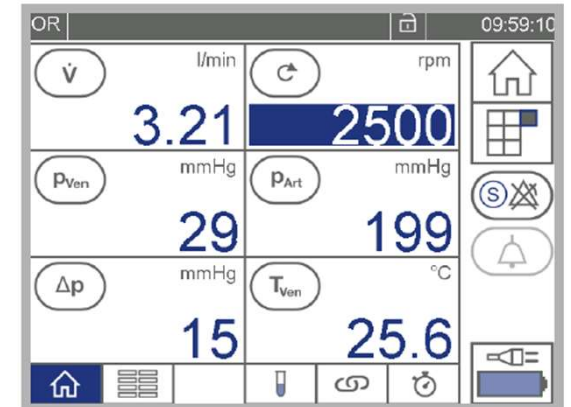 OR 09:59:10
V̇ l/min rpm
3.21 2500
pVen mmHg pArt mmHg
S
29 199
Δp mmHg TVen °C
15 25.6